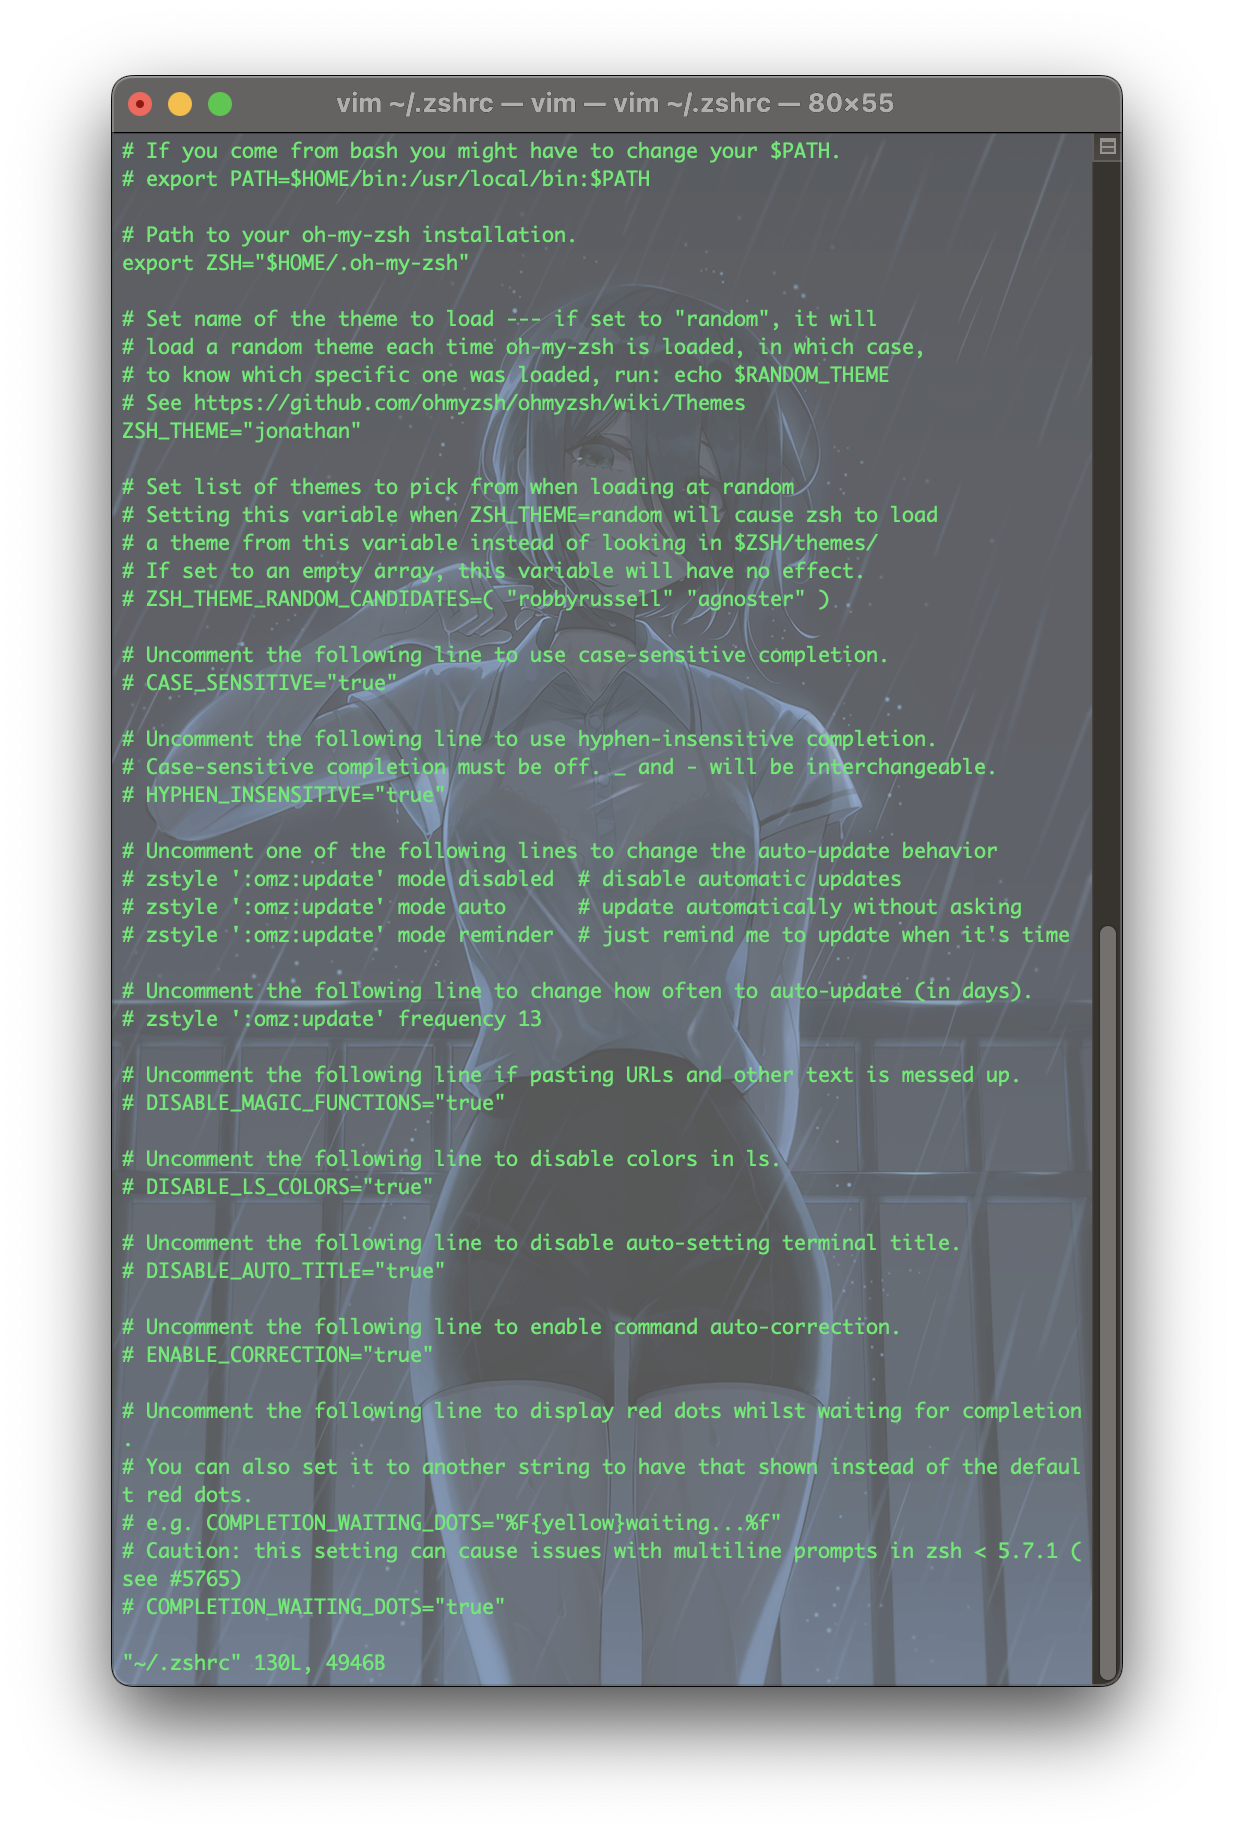 vim ~/.zshrc — vim — vim ~/.zshrc — 80×55
# If you come from bash you might have to change your $PATH.
# export PATH=$HOME/bin:/usr/local/bin:$PATH
# Path to your oh-my-zsh installation.
export ZSH="$HOME/.oh-my-zsh"
# Set name of the theme to load --- if set to "random", it will
# load a random theme each time oh-my-zsh is loaded, in which case,
# to know which specific one was loaded, run: echo $RANDOM_THEME
# See https://github.com/ohmyzsh/ohmyzsh/wiki/Themes
ZSH_THEME="jonathan"
# Set list of themes to pick from when loading at random
# Setting this variable when ZSH_THEME=random will cause zsh to load
# a theme from this variable instead of looking in $ZSH/themes/
# If set to an empty array, this variable will have no effect.
# ZSH_THEME_RANDOM_CANDIDATES=( "robbyrussell" "agnoster" )
# Uncomment the following line to use case-sensitive completion.
# CASE_SENSITIVE="true"
# Uncomment the following line to use hyphen-insensitive completion.
# Case-sensitive completion must be off. _ and - will be interchangeable.
# HYPHEN_INSENSITIVE="true"
# Uncomment one of the following lines to change the auto-update behavior
# zstyle ':omz:update' mode disabled  # disable automatic updates
# zstyle ':omz:update' mode auto      # update automatically without asking
# zstyle ':omz:update' mode reminder  # just remind me to update when it's time
# Uncomment the following line to change how often to auto-update (in days).
# zstyle ':omz:update' frequency 13
# Uncomment the following line if pasting URLs and other text is messed up.
# DISABLE_MAGIC_FUNCTIONS="true"
# Uncomment the following line to disable colors in ls.
# DISABLE_LS_COLORS="true"
# Uncomment the following line to disable auto-setting terminal title.
# DISABLE_AUTO_TITLE="true"
# Uncomment the following line to enable command auto-correction.
# ENABLE_CORRECTION="true"
# Uncomment the following line to display red dots whilst waiting for completion
.
# You can also set it to another string to have that shown instead of the defaul
t red dots.
# e.g. COMPLETION_WAITING_DOTS="%F{yellow}waiting...%f"
# Caution: this setting can cause issues with multiline prompts in zsh < 5.7.1 (
see #5765)
# COMPLETION_WAITING_DOTS="true"
"~/.zshrc" 130L, 4946B